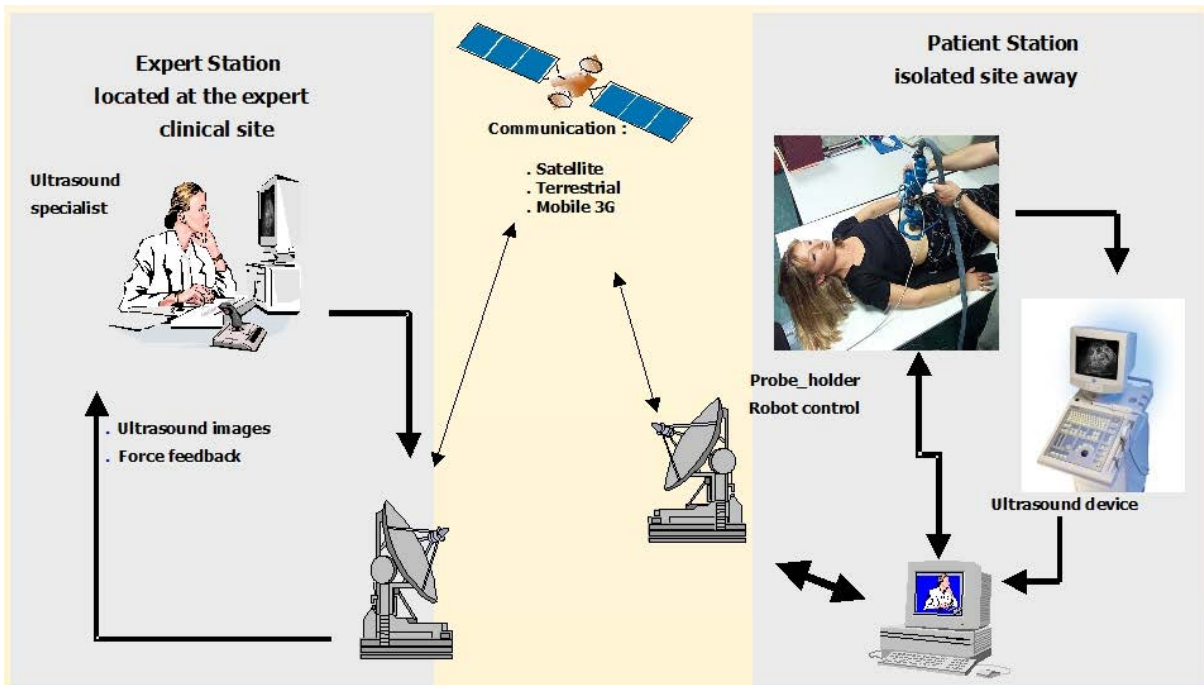 Expert Station
located at the expert
clinical site
Ultrasound
specialist
. Ultrasound images
. Force feedback
Communication :
. Satellite
. Terrestrial
. Mobile 3G
Patient Station
isolated site away
Probe_holder
Robot control
Ultrasound device